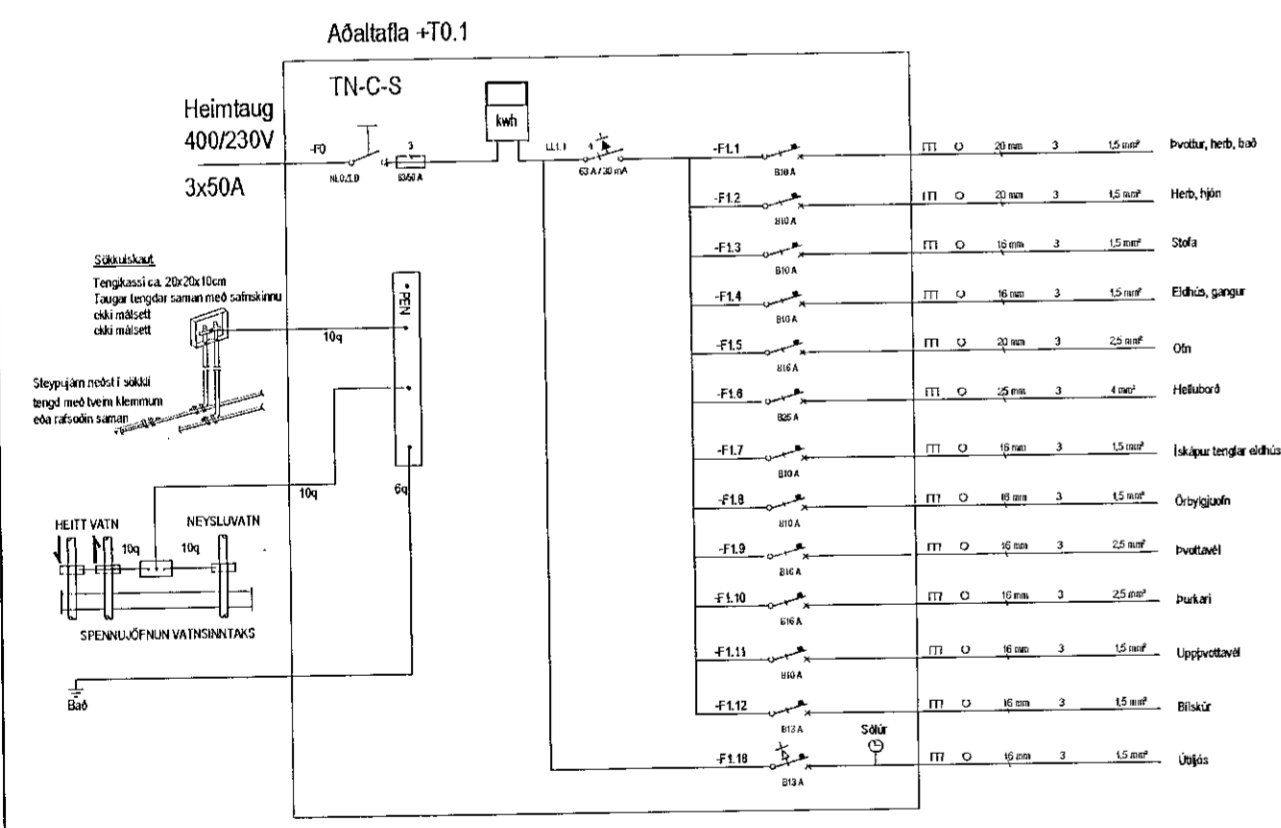 Aðaltafla +T0.1
TN-C-S
Heimtaug
400/230V
3x50A
-F0
3
63/50 A
kwh
4
63 A / 30 mA
-F1.1
B10 A
20 mm
3
1,5 mm²
Þvottur, herb, bað
-F1.2
B10 A
20 mm
3
1,5 mm²
Herb, hjón
-F1.3
B10 A
16 mm
3
1,5 mm²
Stofa
-F1.4
B10 A
16 mm
3
1,5 mm²
Eldhús, gangur
-F1.5
B16 A
20 mm
3
2,5 mm²
Ofn
-F1.6
B25 A
25 mm
3
4 mm²
Helluborð
-F1.7
B10 A
16 mm
3
1,5 mm²
Ískápur tenglar eldhús
-F1.8
B10 A
16 mm
3
1,5 mm²
Örbylgjuofn
-F1.9
B16 A
16 mm
3
2,5 mm²
Þvottavél
-F1.10
B16 A
16 mm
3
2,5 mm²
Þurkari
-F1.11
B10 A
16 mm
3
1,5 mm²
Uppþvottavél
-F1.12
B13 A
16 mm
3
1,5 mm²
Bílskúr
-F1.18
B13 A
Sólúr
16 mm
3
1,5 mm²
Útiljós
Sökkulskaut
Tengikassi ca. 20x20x10cm
Taugar tengdar saman með safnskinnu
ekki málsett
ekki málsett
Steypujárn neðst í sökkli
tengd með tveim klemmum
eða rafsoðin saman
PEN
10q
10q
6q
HEITT VATN
NEYSLUVATN
10q
10q
SPENNUJÖFNUN VATNSINNTAKS
Bað